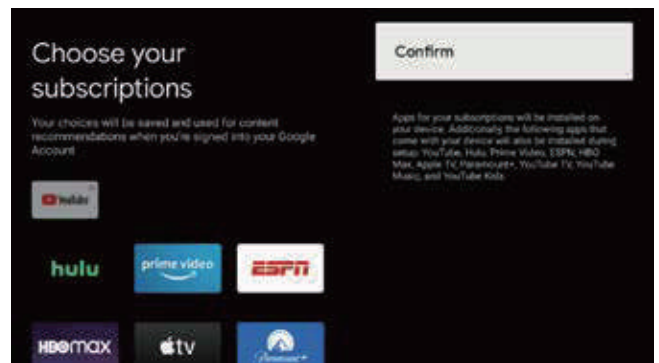 Choose your
subscriptions
Your choices will be saved and used for content
recommendations when you're signed into your Google
Account
Confirm
Apps for your subscriptions will be installed on
your device. Additionally the following apps that
come with your device will also be installed during
setup: YouTube, Hulu, Prime Video, ESPN, HBO
Max, Apple TV, Paramount+, YouTube TV, YouTube
Music, and YouTube Kids
YouTube
hulu
prime video
ESPN
HBOMAX
tv
Paramount+